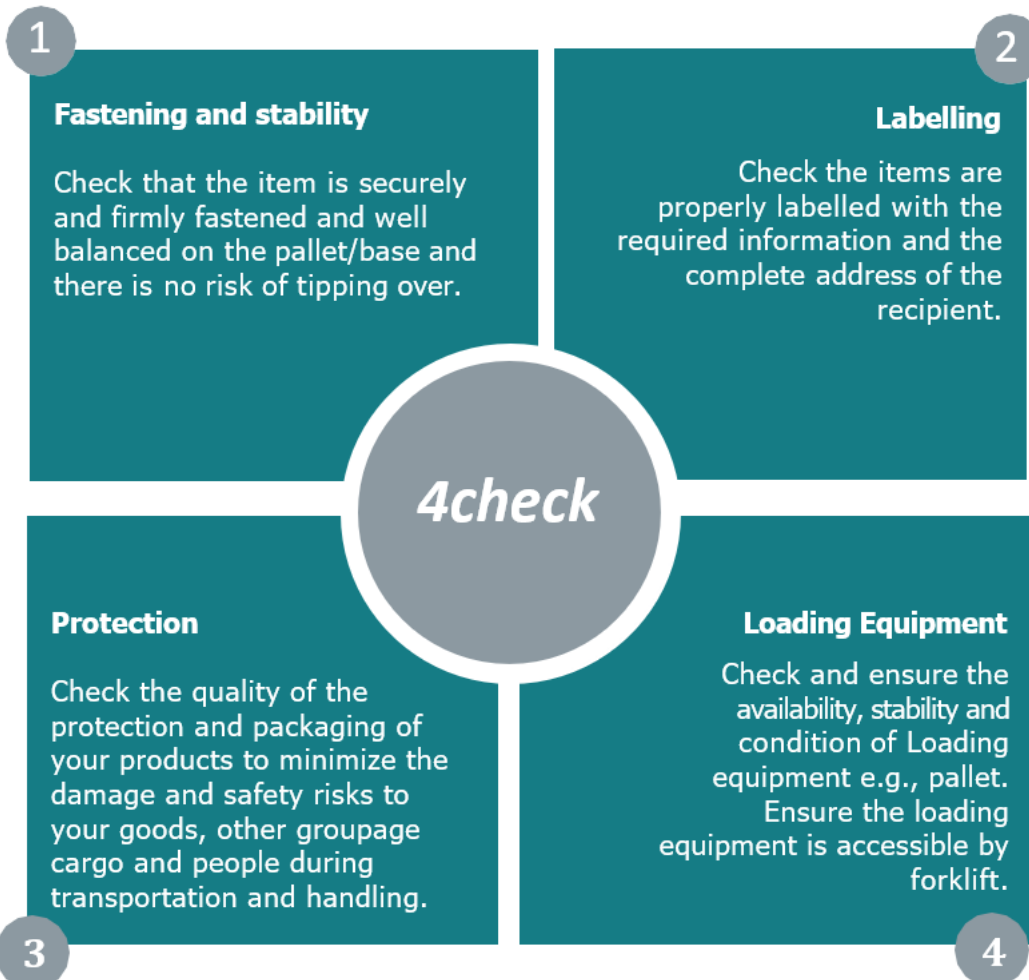 1
Fastening and stability
Check that the item is securely
and firmly fastened and well
balanced on the pallet/base and
there is no risk of tipping over.
2
Labelling
Check the items are
properly labelled with the
required information and the
complete address of the
recipient.
4check
Protection
Check the quality of the
protection and packaging of
your products to minimize the
damage and safety risks to
your goods, other groupage
cargo and people during
transportation and handling.
3
Loading Equipment
Check and ensure the
availability, stability and
condition of Loading
equipment e.g., pallet.
Ensure the loading
equipment is accessible by
forklift.
4